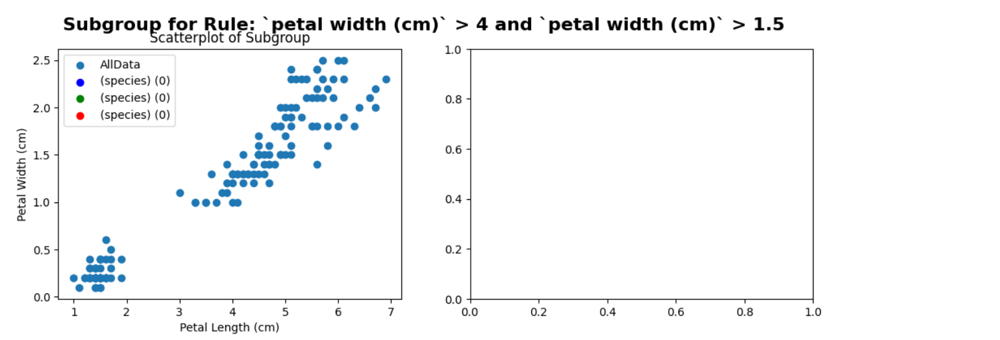 Subgroup for Rule: `petal width (cm)` > 4 and `petal width (cm)` > 1.5
Scatterplot of Subgroup
AllData
(species) (0)
(species) (0)
(species) (0)
Petal Width (cm)
2.5
2.0
1.5
1.0
0.5
0.0
1 2 3 4 5 6 7
Petal Length (cm)
1.0
0.8
0.6
0.4
0.2
0.0
0.0 0.2 0.4 0.6 0.8 1.0